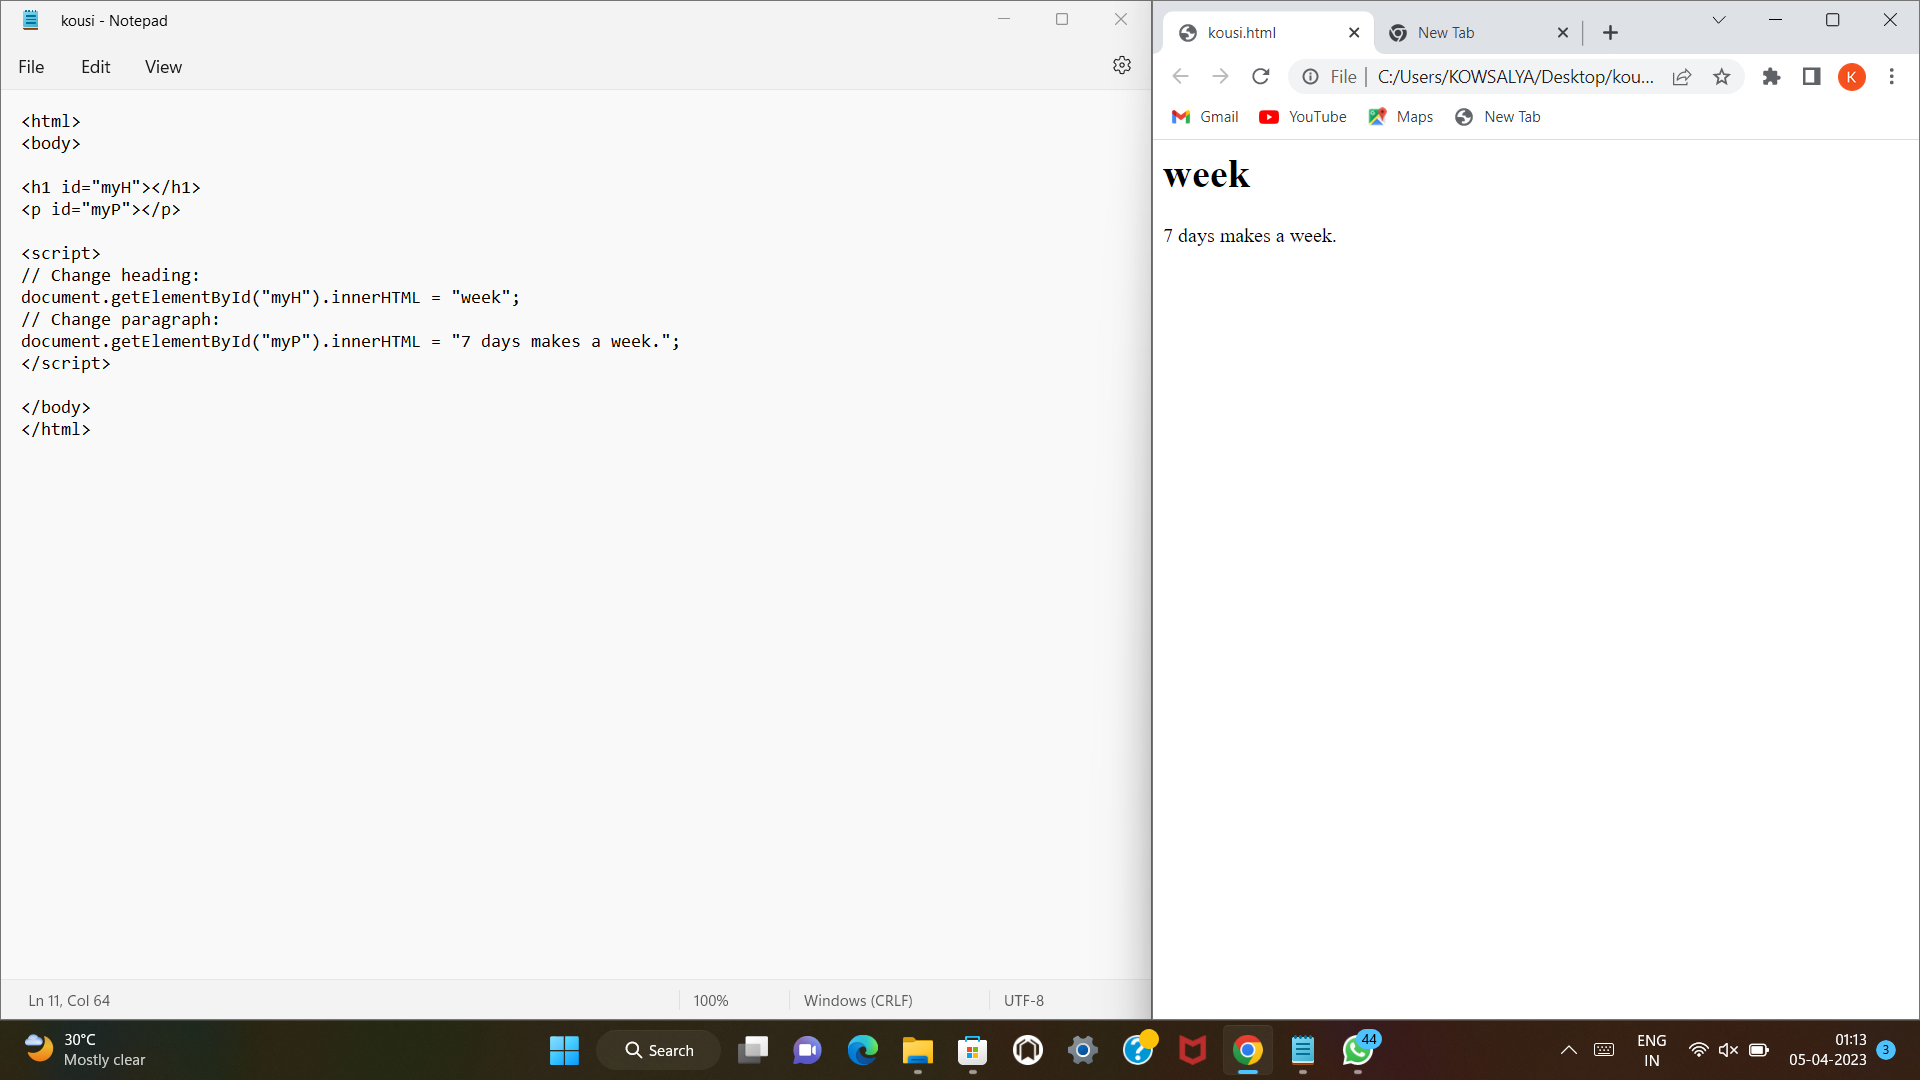 kousi - Notepad
File Edit View
<html>
<body>
<h1 id="myH"></h1>
<p id="myP"></p>
<script>
// Change heading:
document.getElementById("myH").innerHTML = "week";
// Change paragraph:
document.getElementById("myP").innerHTML = "7 days makes a week.";
</script>
</body>
</html>
Ln 11, Col 64 100% Windows (CRLF) UTF-8
kousi.html New Tab
File C:/Users/KOWSALYA/Desktop/kou... K
Gmail YouTube Maps New Tab
week
7 days makes a week.
30°C
Mostly clear
Search
44
ENG
IN
01:13
05-04-2023
3